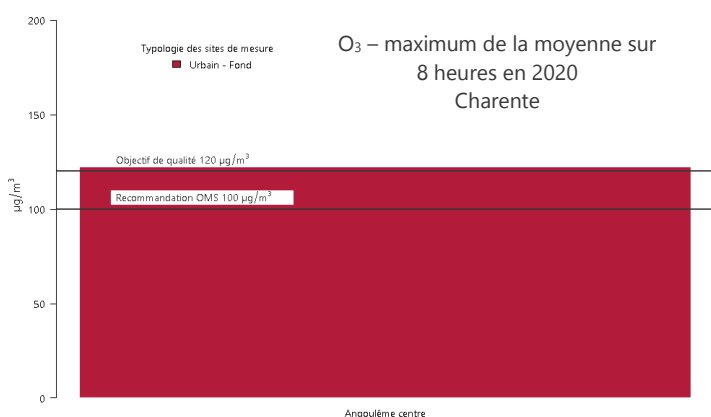 O₃ – maximum de la moyenne sur
8 heures en 2020
Charente
Typologie des sites de mesure
Urbain - Fond
µg/m³
200
150
100
50
0
Objectif de qualité 120 µg/m³
Recommandation OMS 100 µg/m³
Angoulême centre